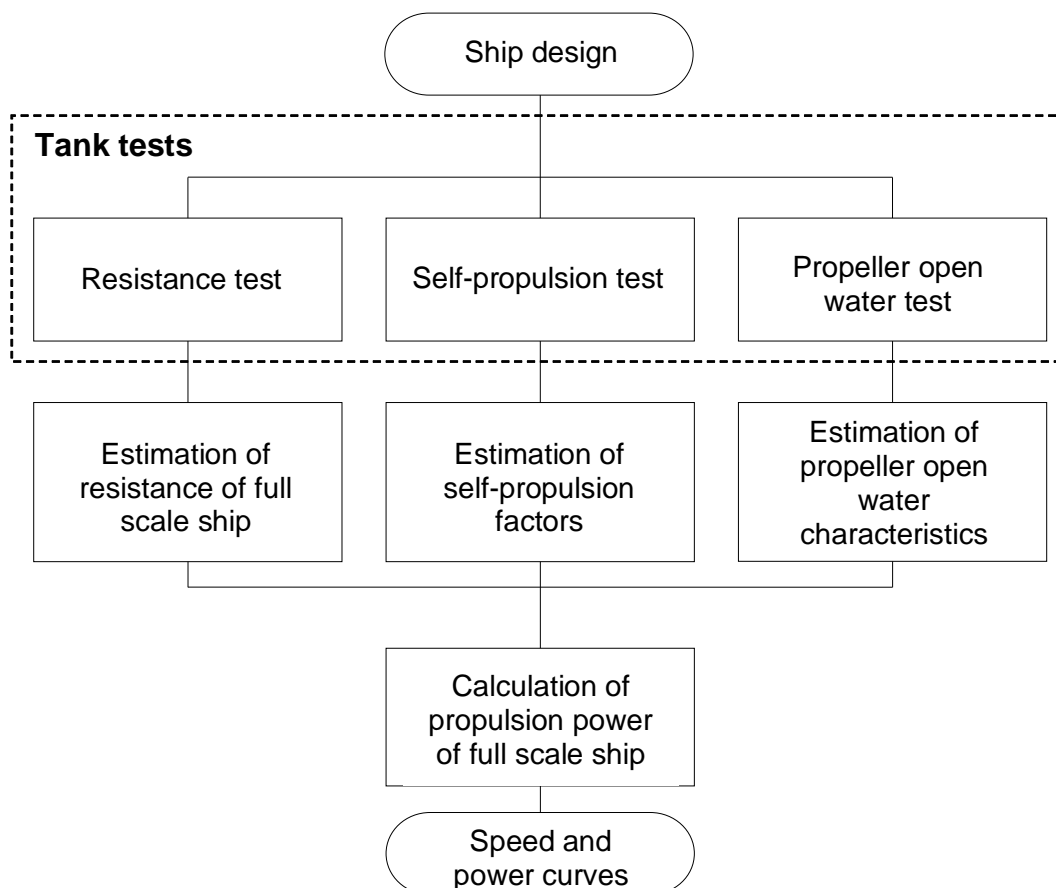 Ship design
Tank tests
Resistance test
Self-propulsion test
Propeller open
water test
Estimation of
resistance of full
scale ship
Estimation of
self-propulsion
factors
Estimation of
propeller open
water
characteristics
Calculation of
propulsion power
of full scale ship
Speed and
power curves